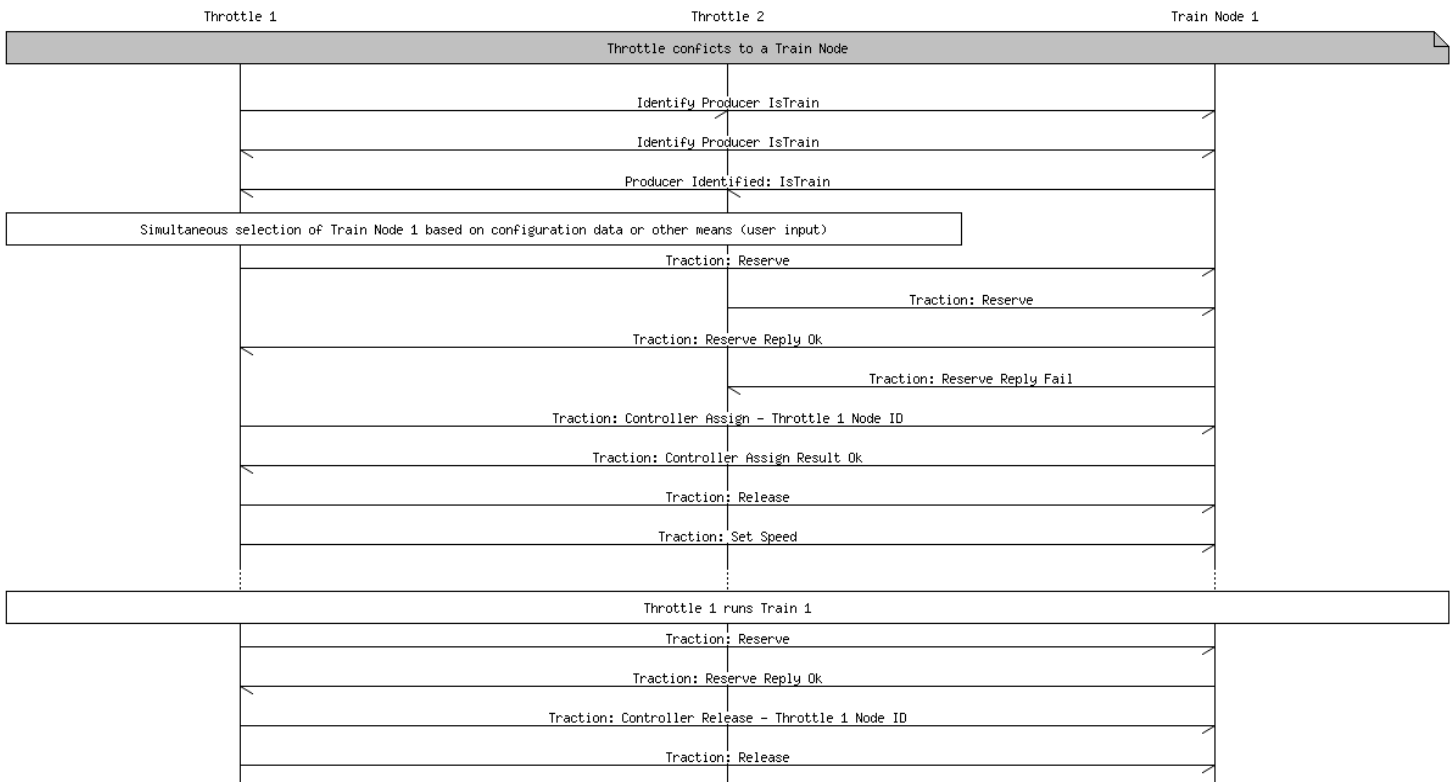 Throttle 1
Throttle 2
Train Node 1
Throttle conficts to a Train Node
Identify Producer IsTrain
Identify Producer IsTrain
Producer Identified: IsTrain
Simultaneous selection of Train Node 1 based on configuration data or other means (user input)
Traction: Reserve
Traction: Reserve
Traction: Reserve Reply Ok
Traction: Reserve Reply Fail
Traction: Controller Assign - Throttle 1 Node ID
Traction: Controller Assign Result Ok
Traction: Release
Traction: Set Speed
Throttle 1 runs Train 1
Traction: Reserve
Traction: Reserve Reply Ok
Traction: Controller Release - Throttle 1 Node ID
Traction: Release